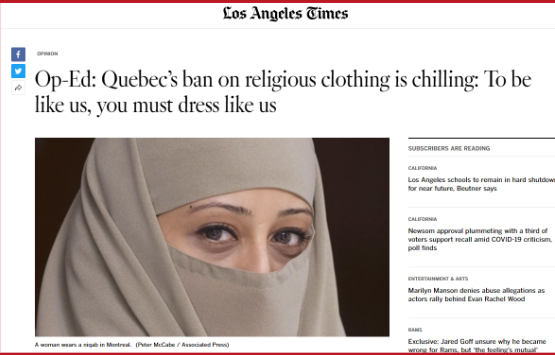 Los Angeles Times
OPINION
Op-Ed: Quebec's ban on religious clothing is chilling: To be
like us, you must dress like us
SUBSCRIBERS ARE READING
CALIFORNIA
Los Angeles schools to remain in hard shutdown
for near future, Beutner says
CALIFORNIA
Newsom approval plummeting with a third of
voters support recall amid COVID-19 criticism,
poll finds
ENTERTAINMENT & ARTS
Marilyn Manson denies abuse allegations as
actors rally behind Evan Rachel Wood
RAMS
Exclusive: Jared Goff unsure why he became
wrong for Rams, but 'the feeling's mutual'
A woman wears a niqab in Montreal. (Peter McCabe / Associated Press)